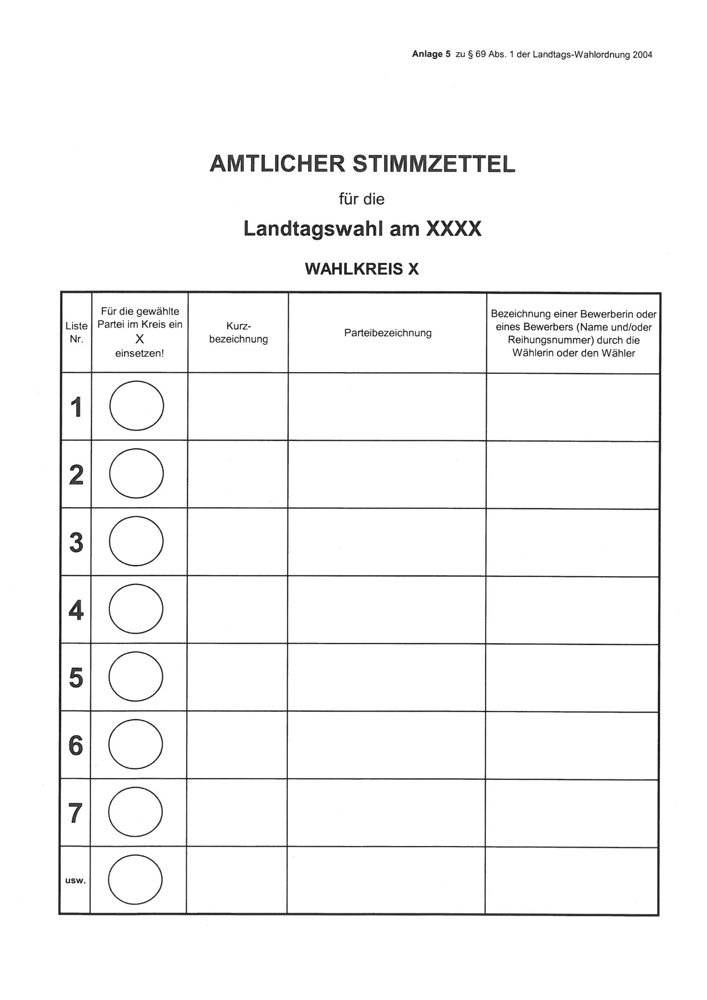 Anlage 5 zu § 69 Abs. 1 der Landtags-Wahlordnung 2004
AMTLICHER STIMMZETTEL
für die
Landtagswahl am XXXX
WAHLKREIS X
Liste
Nr.
Für die gewählte
Partei im Kreis ein
X
einsetzen!
Kurz-
bezeichnung
Parteibezeichnung
Bezeichnung einer Bewerberin oder
eines Bewerbers (Name und/oder
Reihungsnummer) durch die
Wählerin oder den Wähler
1
2
3
4
5
6
7
usw.